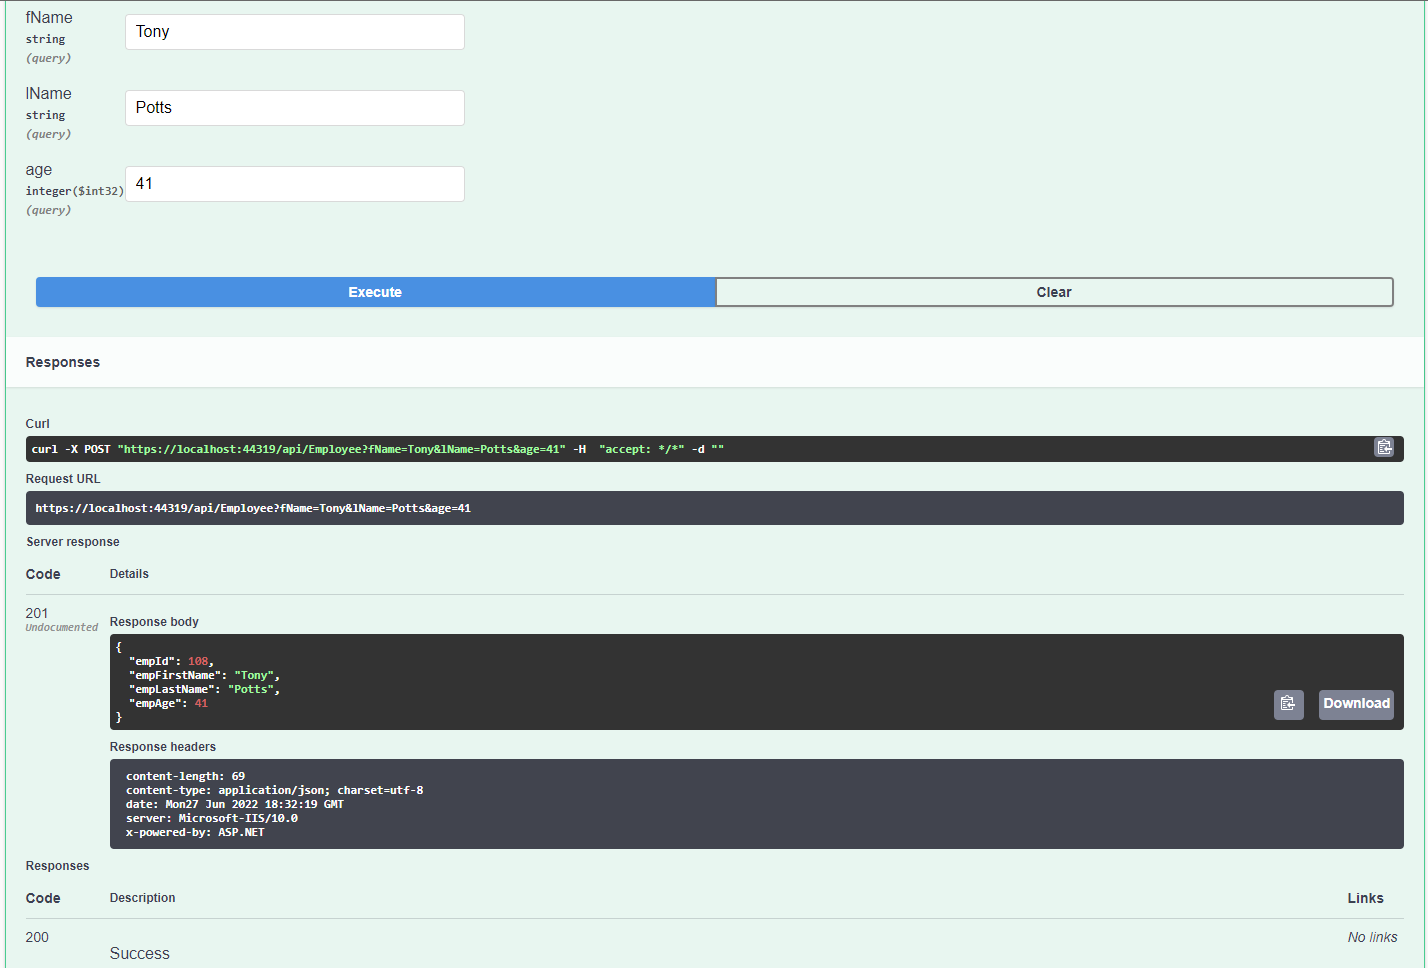 fName
string
(query)
Tony
lName
string
(query)
Potts
age
integer($int32)
(query)
41
Execute
Clear
Responses
Curl
curl -X POST "https://localhost:44319/api/Employee?fName=Tony&lName=Potts&age=41" -H  "accept: */*" -d ""
Request URL
https://localhost:44319/api/Employee?fName=Tony&lName=Potts&age=41
Server response
Code Details
201
Undocumented
Response body
{
  "empId": 108,
  "empFirstName": "Tony",
  "empLastName": "Potts",
  "empAge": 41
}
Download
Response headers
content-length: 69
content-type: application/json; charset=utf-8
date: Mon27 Jun 2022 18:32:19 GMT
server: Microsoft-IIS/10.0
x-powered-by: ASP.NET
Responses
Code Description Links
200 No links
Success